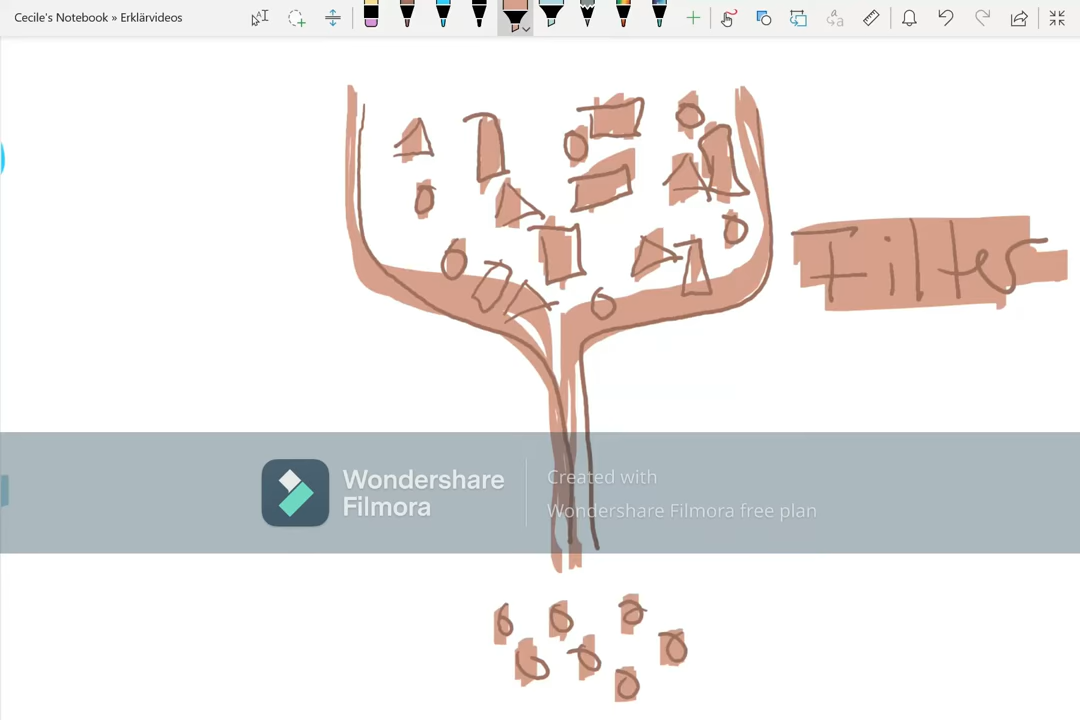 Cecile's Notebook » Erklärvideos
Filter
Wondershare
Filmora
Created with
Wondershare Filmora free plan